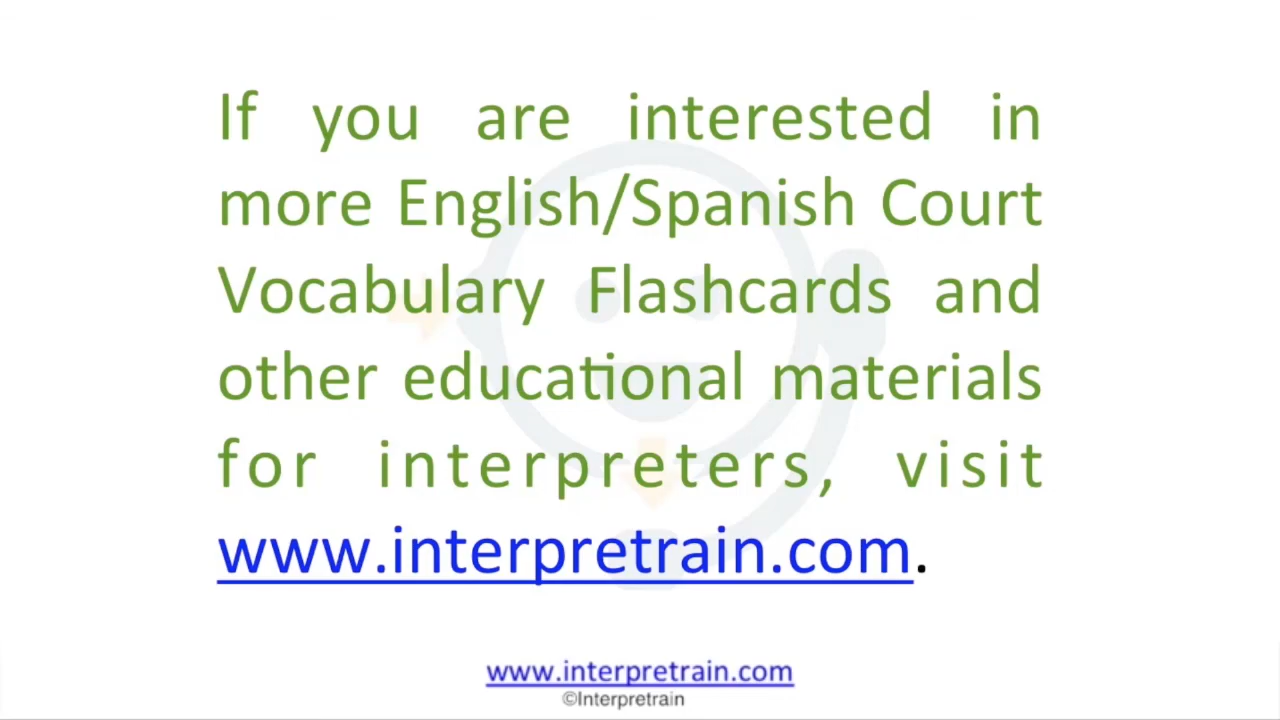 If you are interested in
more English/Spanish Court
Vocabulary Flashcards and
other educational materials
for interpreters, visit
www.interpretrain.com.
www.interpretrain.com
©Interpretrain